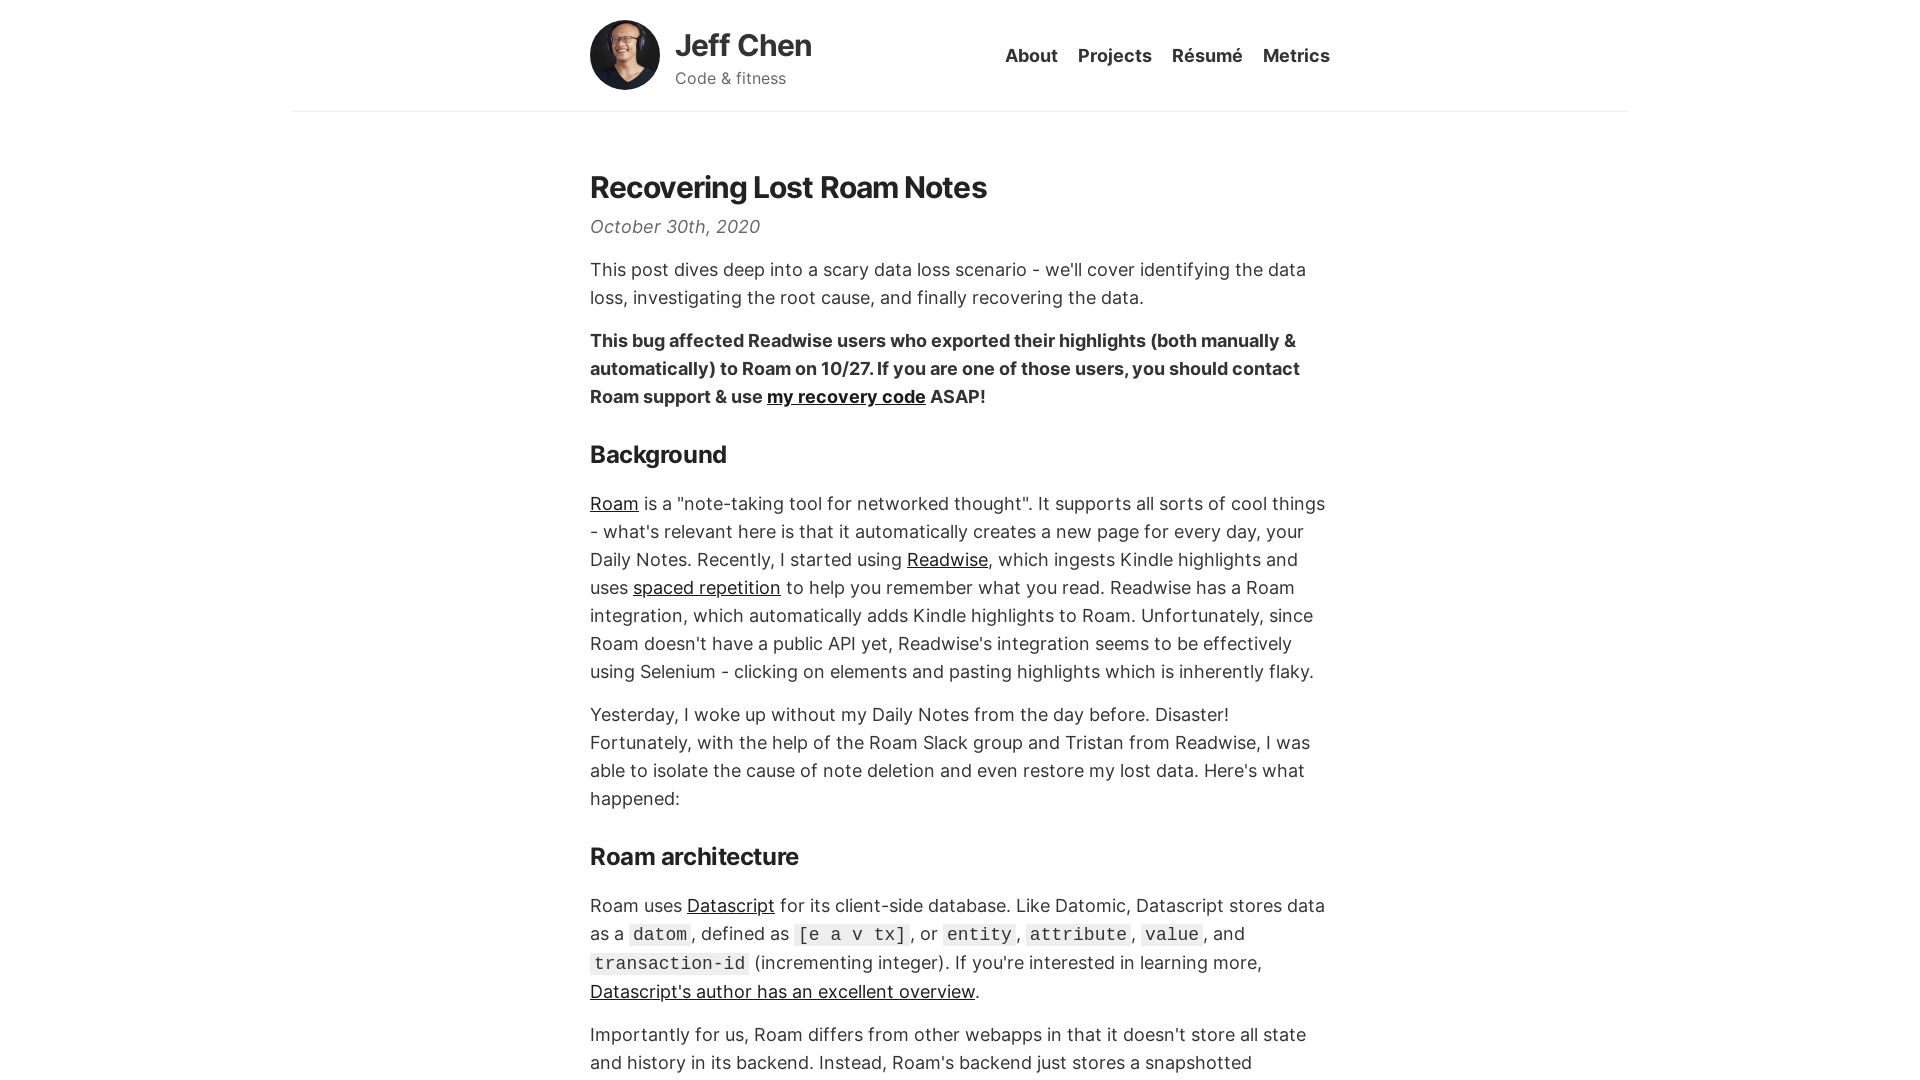 Jeff Chen
Code & fitness
About Projects Résumé Metrics
Recovering Lost Roam Notes
October 30th, 2020
This post dives deep into a scary data loss scenario - we'll cover identifying the data
loss, investigating the root cause, and finally recovering the data.
This bug affected Readwise users who exported their highlights (both manually &
automatically) to Roam on 10/27. If you are one of those users, you should contact
Roam support & use my recovery code ASAP!
Background
Roam is a "note-taking tool for networked thought". It supports all sorts of cool things
- what's relevant here is that it automatically creates a new page for every day, your
Daily Notes. Recently, I started using Readwise, which ingests Kindle highlights and
uses spaced repetition to help you remember what you read. Readwise has a Roam
integration, which automatically adds Kindle highlights to Roam. Unfortunately, since
Roam doesn't have a public API yet, Readwise's integration seems to be effectively
using Selenium - clicking on elements and pasting highlights which is inherently flaky.
Yesterday, I woke up without my Daily Notes from the day before. Disaster!
Fortunately, with the help of the Roam Slack group and Tristan from Readwise, I was
able to isolate the cause of note deletion and even restore my lost data. Here's what
happened:
Roam architecture
Roam uses Datascript for its client-side database. Like Datomic, Datascript stores data
as a datom, defined as [e a v tx], or entity, attribute, value, and
transaction-id (incrementing integer). If you're interested in learning more,
Datascript's author has an excellent overview.
Importantly for us, Roam differs from other webapps in that it doesn't store all state
and history in its backend. Instead, Roam's backend just stores a snapshotted